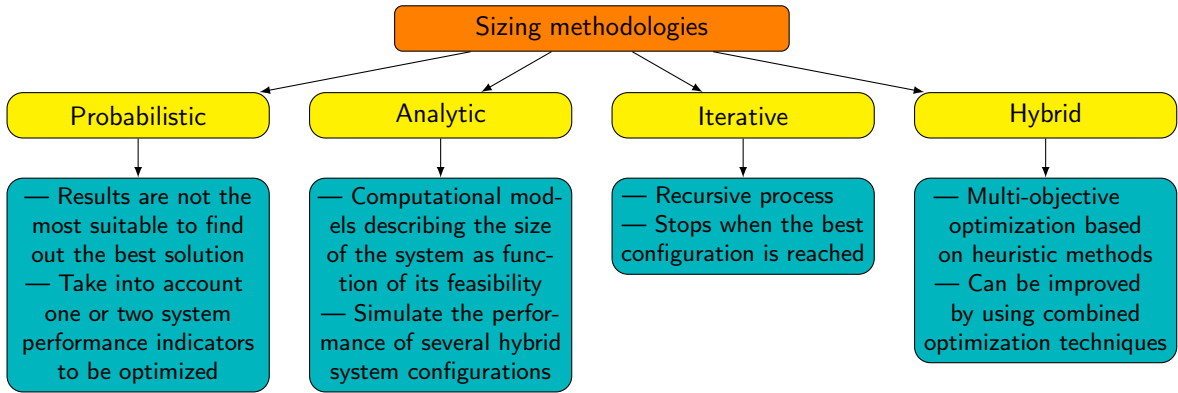 Sizing methodologies
Probabilistic
Analytic
Iterative
Hybrid
— Results are not the
most suitable to find
out the best solution
— Take into account
one or two system
performance indicators
to be optimized
— Computational mod-
els describing the size
of the system as func-
tion of its feasibility
— Simulate the perfor-
mance of several hybrid
system configurations
— Recursive process
— Stops when the best
configuration is reached
— Multi-objective
optimization based
on heuristic methods
— Can be improved
by using combined
optimization techniques